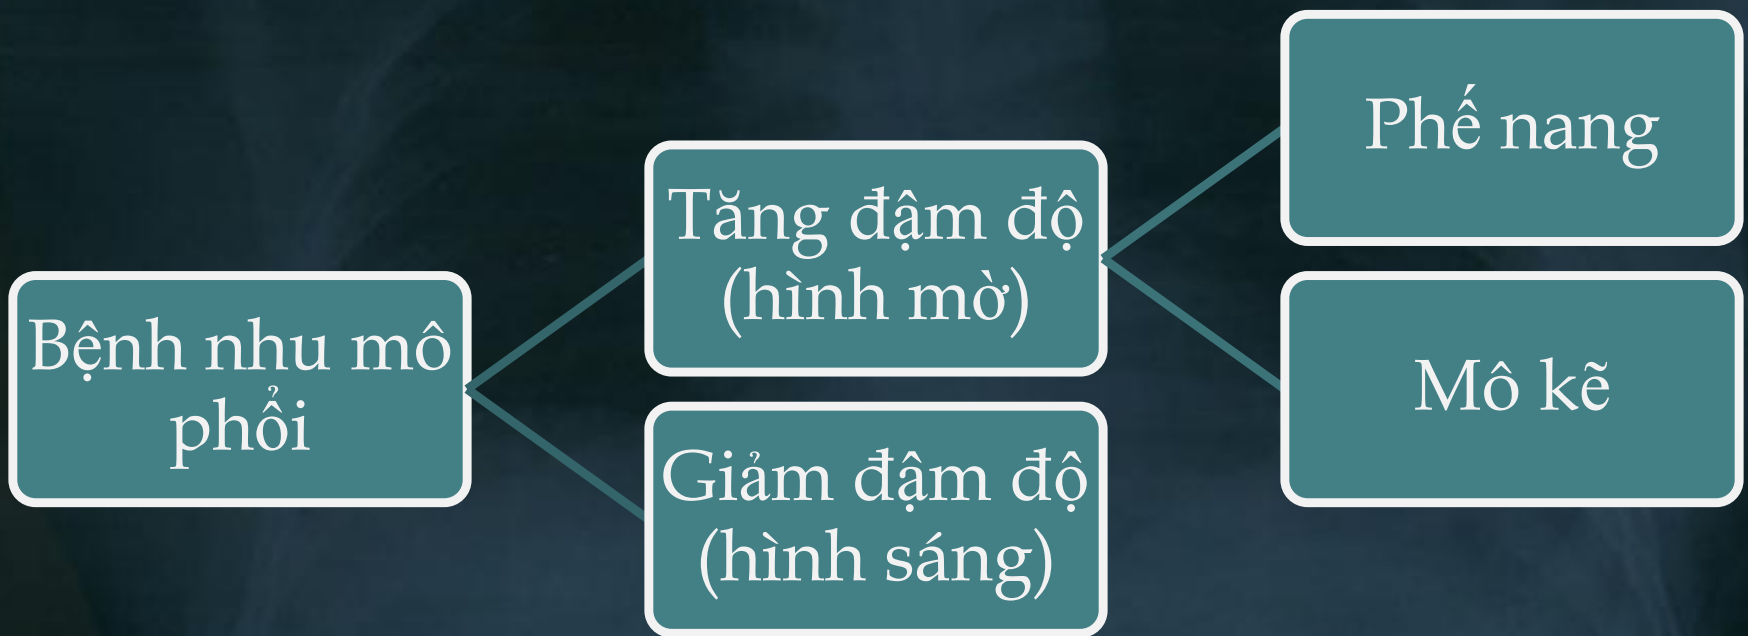 Bệnh nhu mô
phổi
Tăng đậm độ
(hình mờ)
Giảm đậm độ
(hình sáng)
Phế nang
Mô kẽ